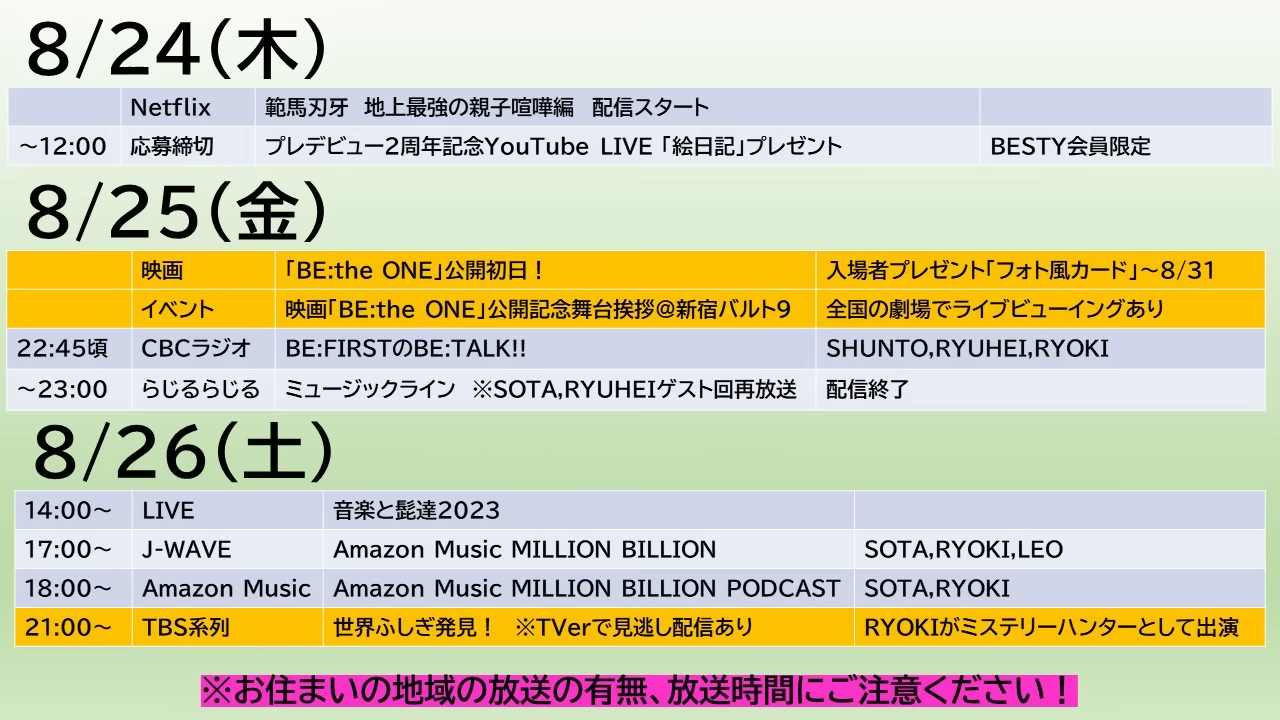 8/24(木)
Netflix 範馬刃牙 地上最強の親子喧嘩編 配信スタート
～12:00 応募締切 プレデビュー2周年記念YouTube LIVE「絵日記」プレゼント BESTY会員限定
8/25(金)
映画 「BE:the ONE」公開初日！ 入場者プレゼント「フォト風カード」～8/31
イベント 映画「BE:the ONE」公開記念舞台挨拶@新宿バルト9 全国の劇場でライブビューイングあり
22:45頃 CBCラジオ BE:FIRSTのBE:TALK!! SHUNTO,RYUHEI,RYOKI
～23:00 らじるらじる ミュージックライン ※SOTA,RYUHEIゲスト回再放送 配信終了
8/26(土)
14:00～ LIVE 音楽と髭達2023
17:00～ J-WAVE Amazon Music MILLION BILLION SOTA,RYOKI,LEO
18:00～ Amazon Music Amazon Music MILLION BILLION PODCAST SOTA,RYOKI
21:00～ TBS系列 世界ふしぎ発見！ ※TVerで見逃し配信あり RYOKIがミステリーハンターとして出演
※お住まいの地域の放送の有無、放送時間にご注意ください！